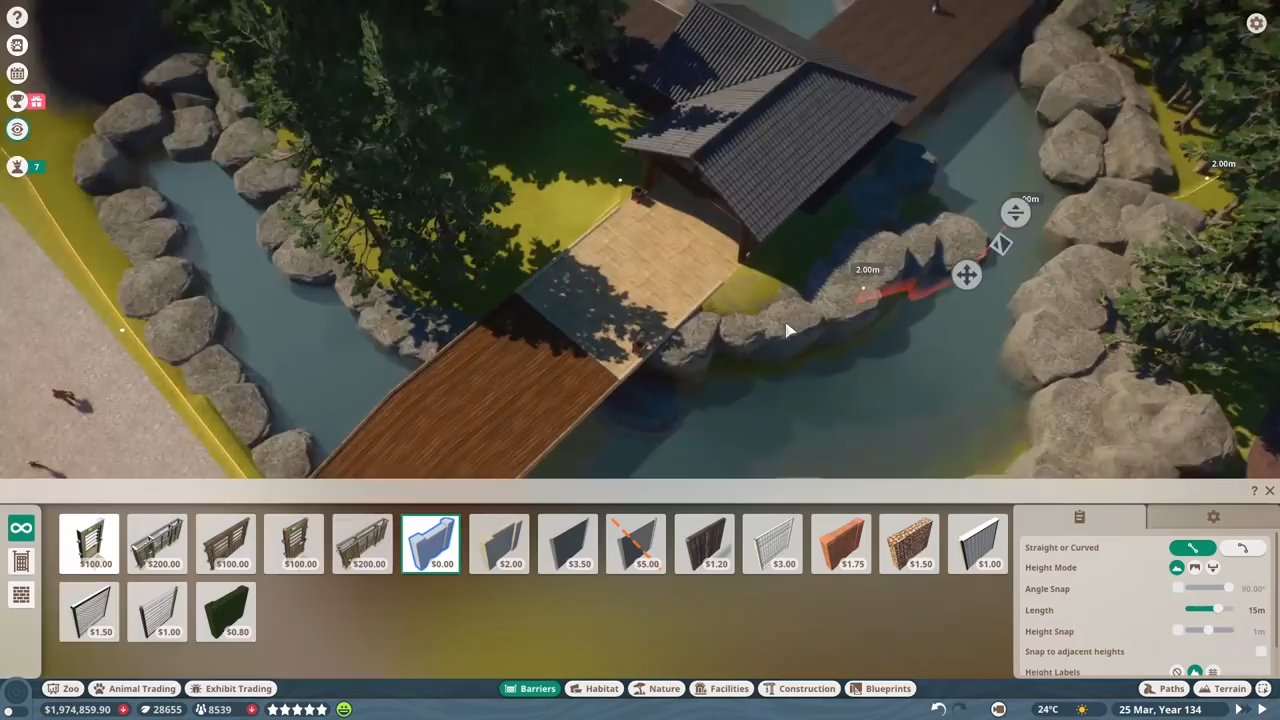 ?
7
2.00m
00m
2.00m
? 
$100.00 $200.00 $100.00 $100.00 $200.00 $0.00 $2.00 $3.50 $5.00 $1.20 $3.00 $1.75 $1.50 $1.00
$1.50 $1.00 $0.80
Straight or Curved
Height Mode
Angle Snap 90.00°
Length 15m
Height Snap 1m
Snap to adjacent heights
Height Labels
Zoo Animal Trading Exhibit Trading Barriers Habitat Nature Facilities Construction Blueprints Paths Terrain
$1,974,859.90 28655 8539 24°C 25 Mar, Year 134